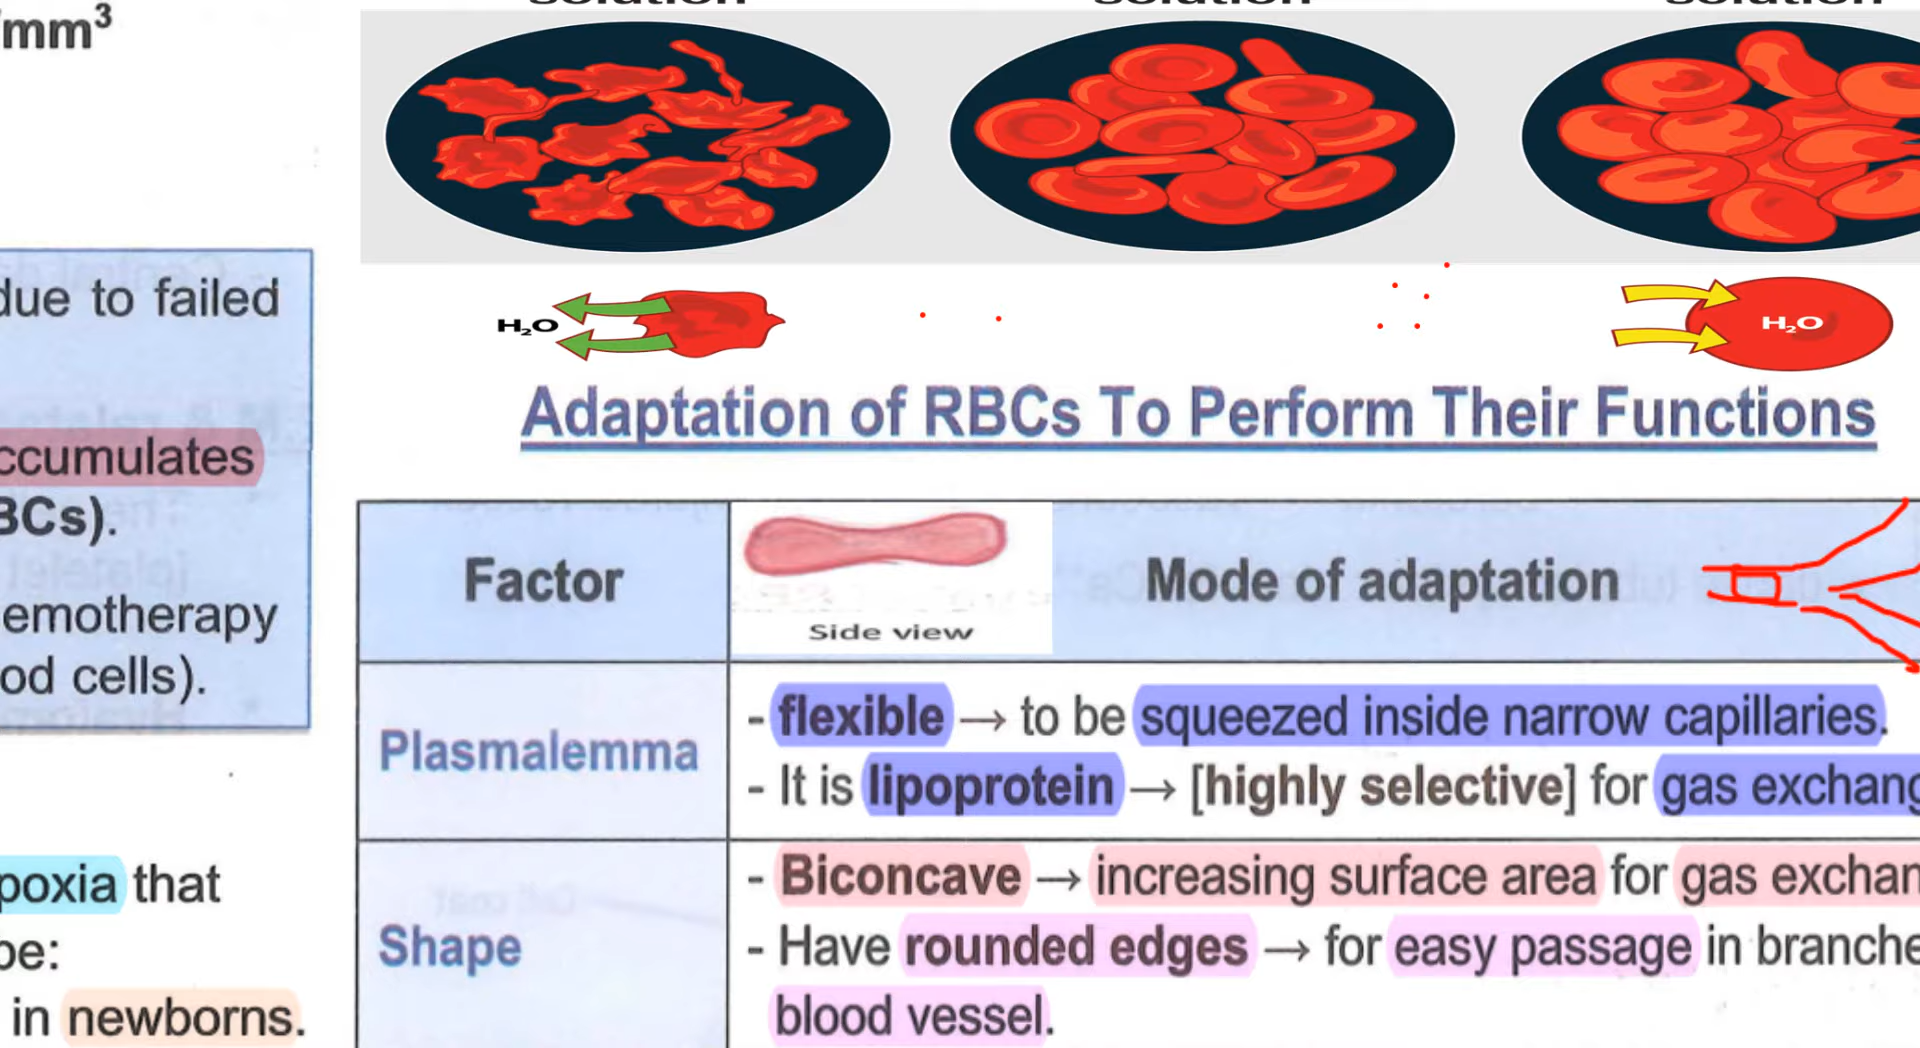 /mm³
due to failed
ccumulates
BCs).
emotherapy
od cells).
poxia that
be:
in newborns.
solution
solution
solution
H₂O
H₂O
Adaptation of RBCs To Perform Their Functions
Factor
Side view
Mode of adaptation
Plasmalemma
- flexible → to be squeezed inside narrow capillaries.
- It is lipoprotein → [highly selective] for gas exchang
Shape
- Biconcave → increasing surface area for gas exchan
- Have rounded edges → for easy passage in branche
blood vessel.